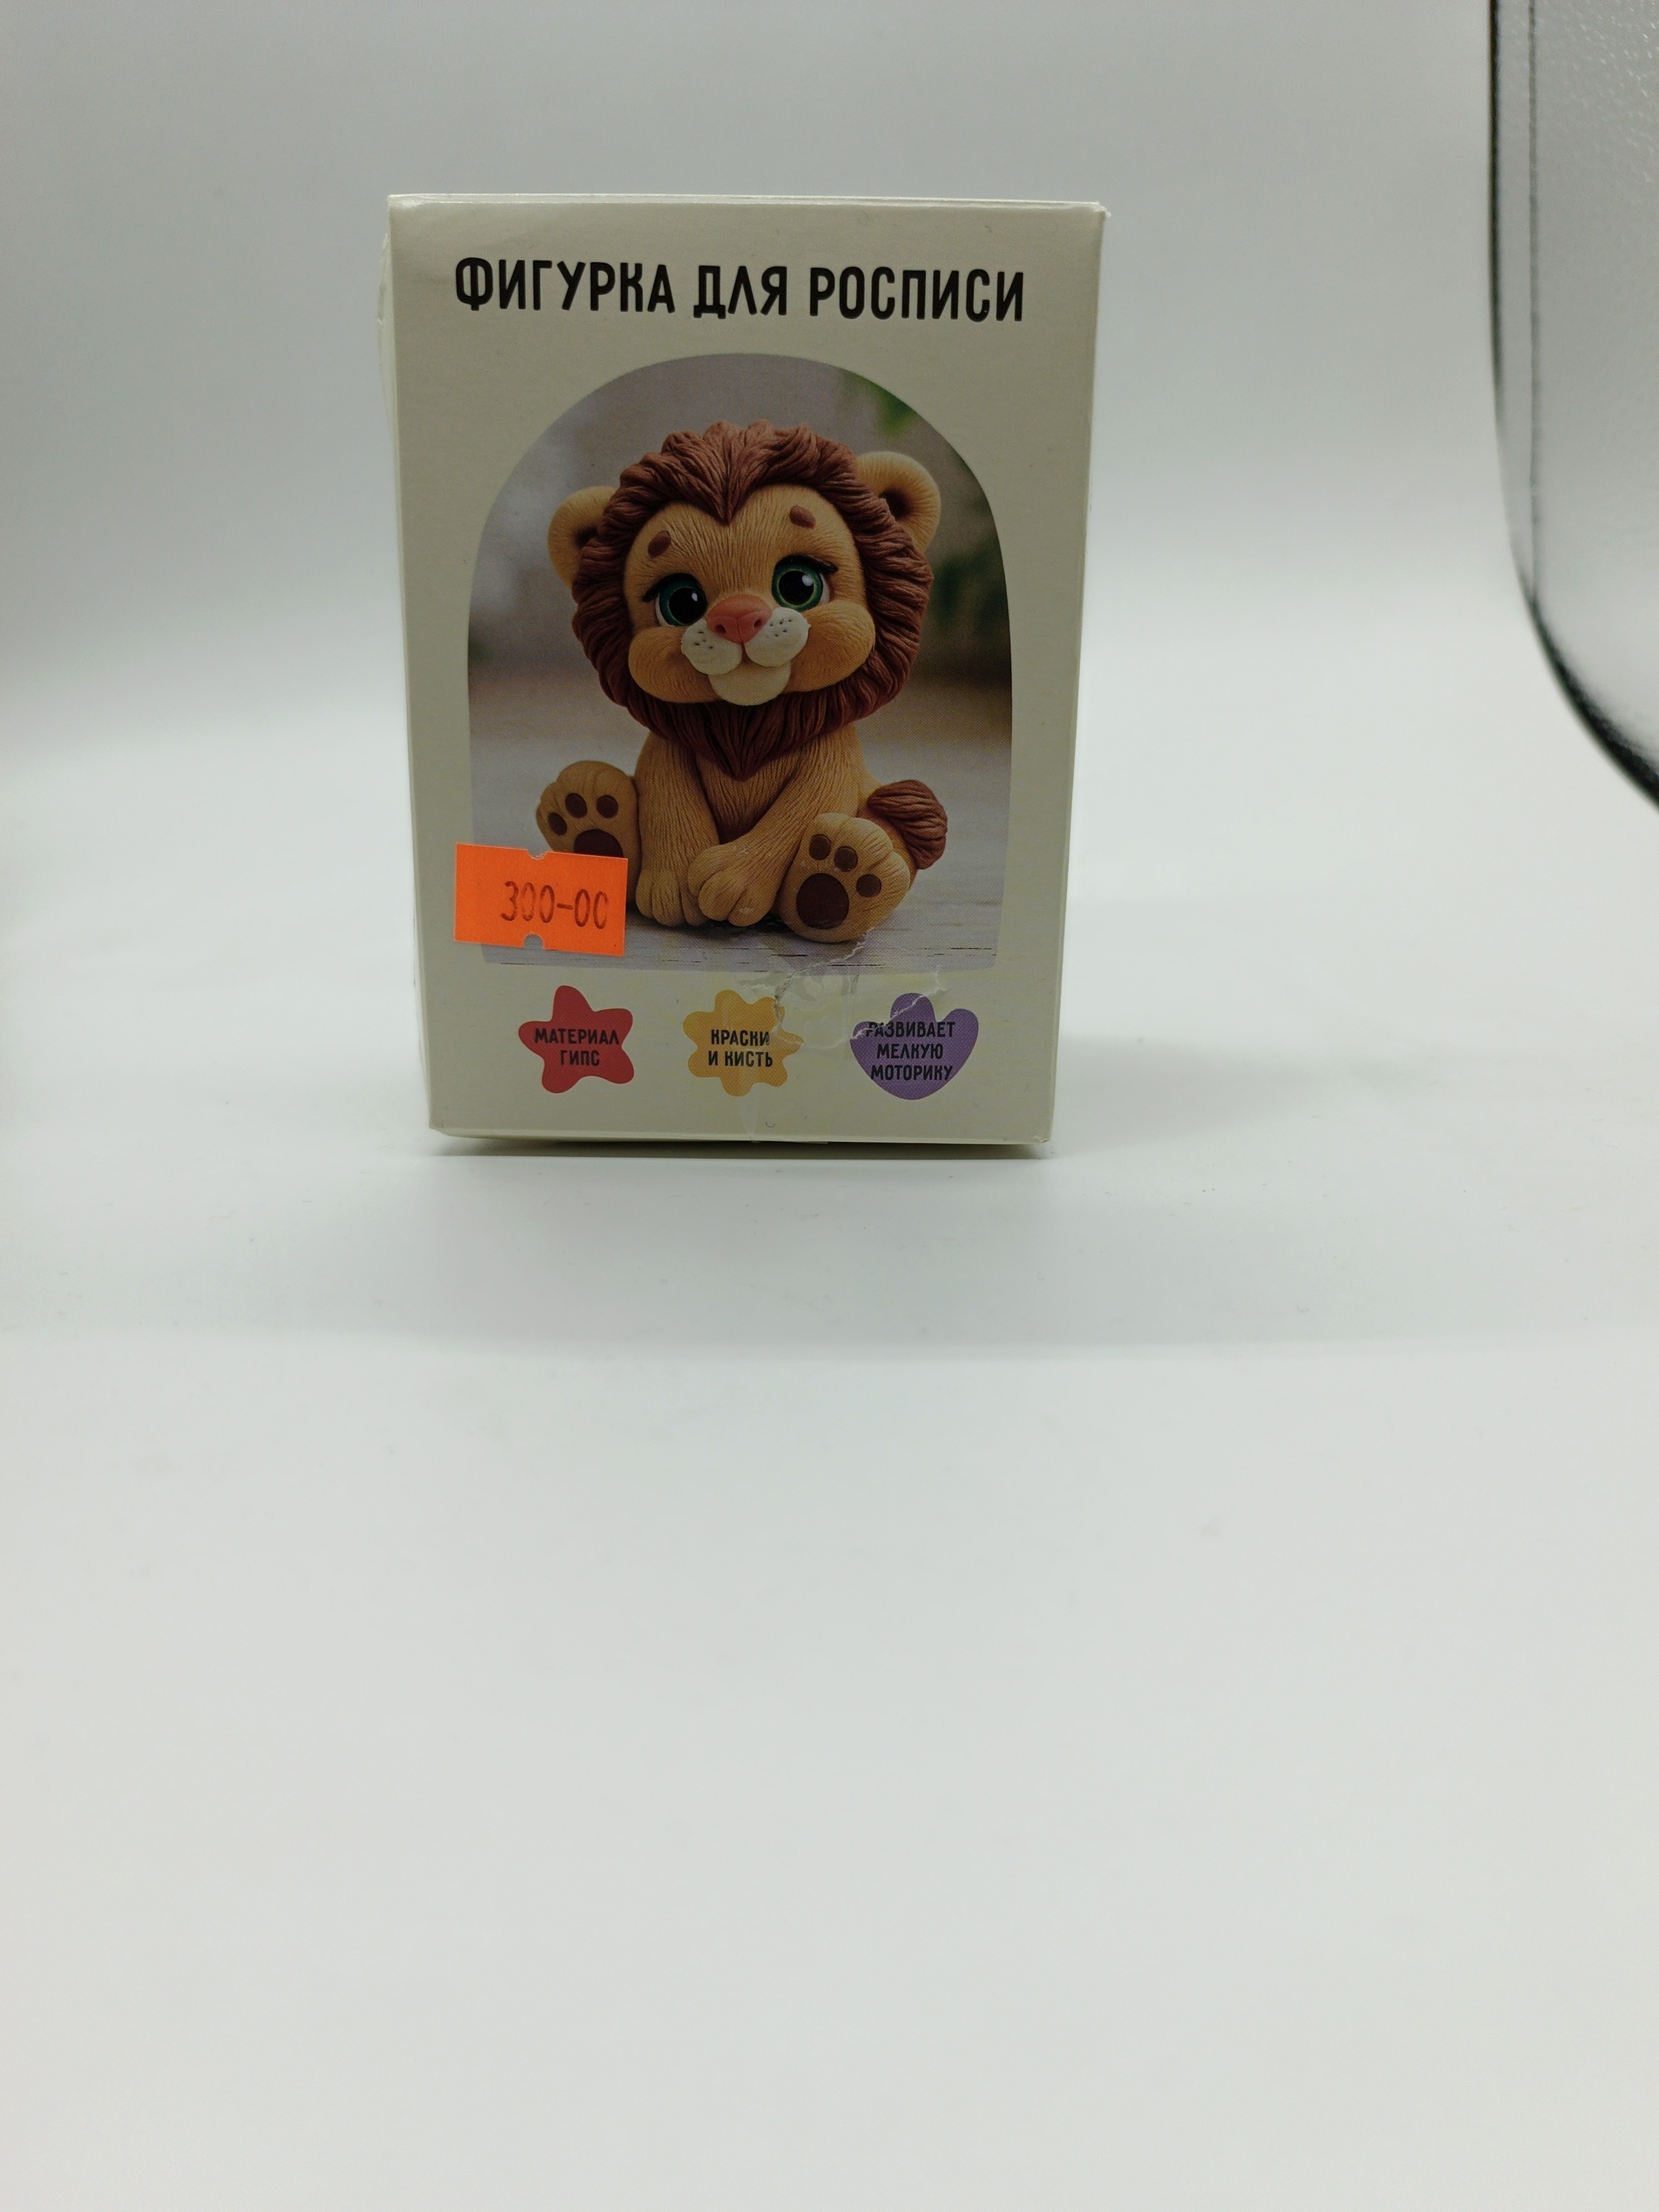 ФИГУРКА ДЛЯ РОСПИСИ
300-00
МАТЕРИАЛ
ГИПС
КРАСКИ
И КИСТЬ
РАЗВИВАЕТ
МЕЛКУЮ
МОТОРИКУ